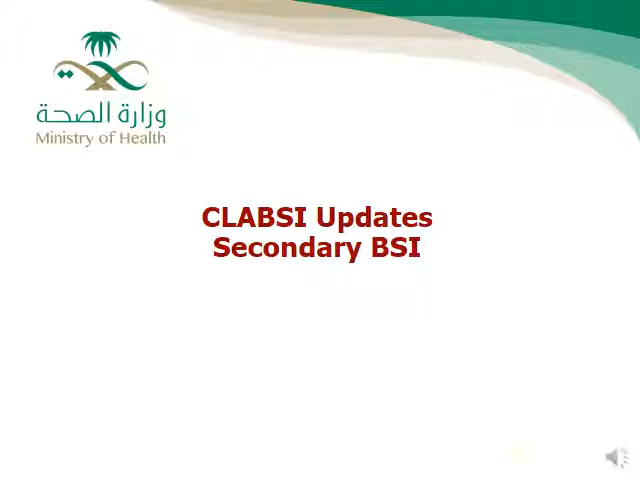 وزارة الصحة
Ministry of Health
CLABSI Updates
Secondary BSI